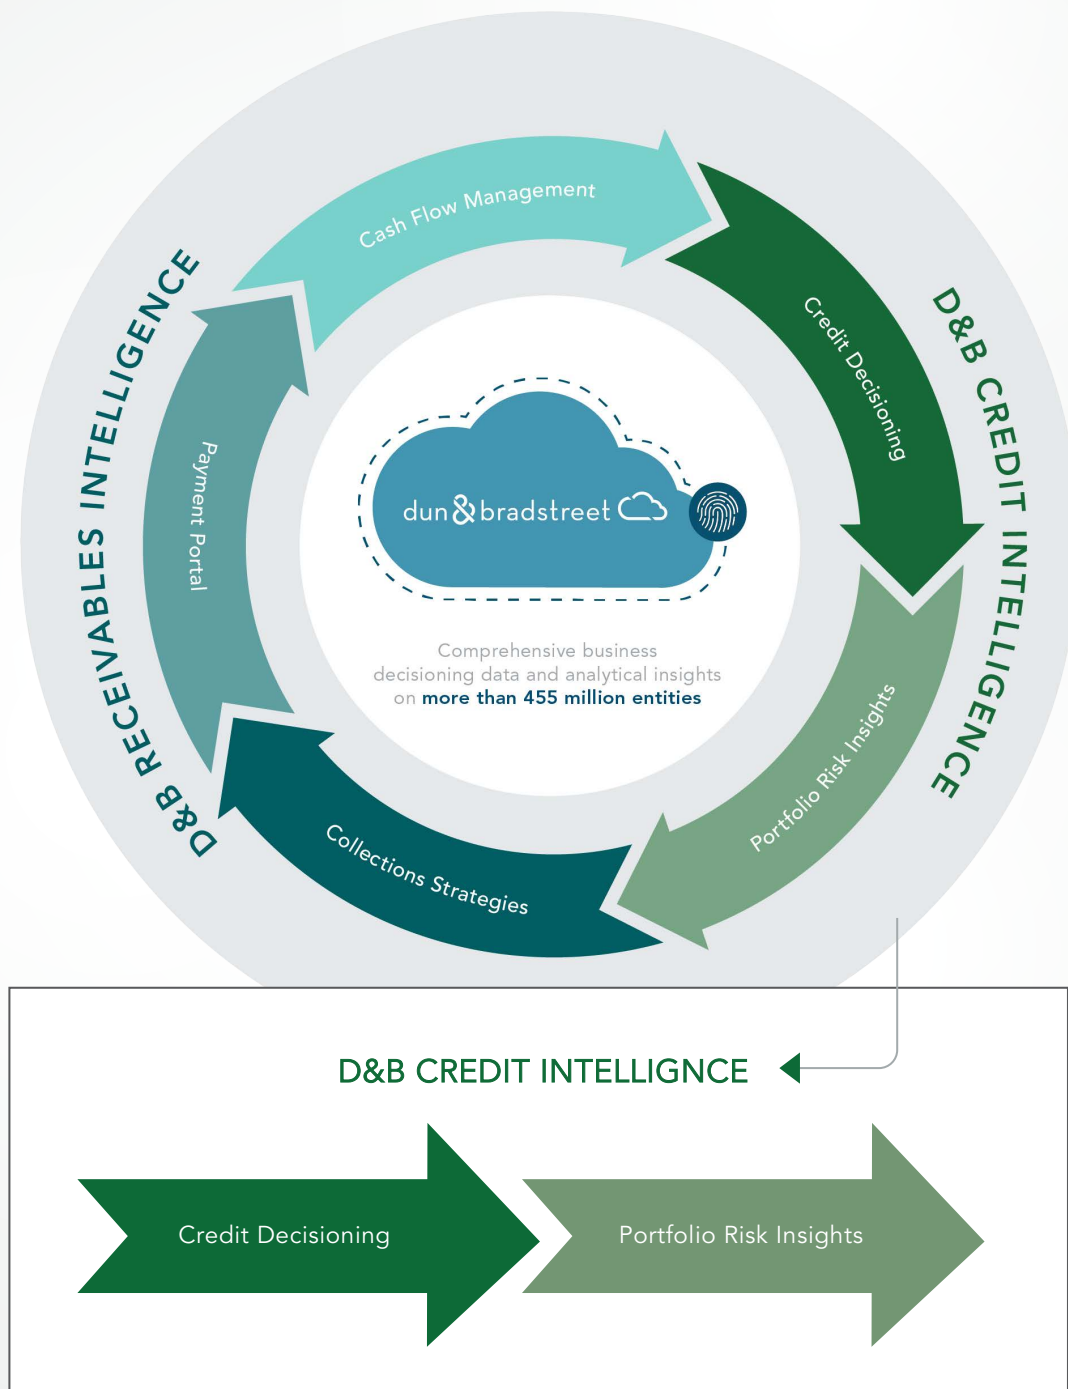 Cash Flow Management
Credit Decisioning
D&B CREDIT INTELLIGENCE
Portfolio Risk Insights
Collections Strategies
Payment Portal
D&B RECEIVABLES INTELLIGENCE
dun&bradstreet
Comprehensive business
decisioning data and analytical insights
on more than 455 million entities
D&B CREDIT INTELLIGNCE
Credit Decisioning
Portfolio Risk Insights